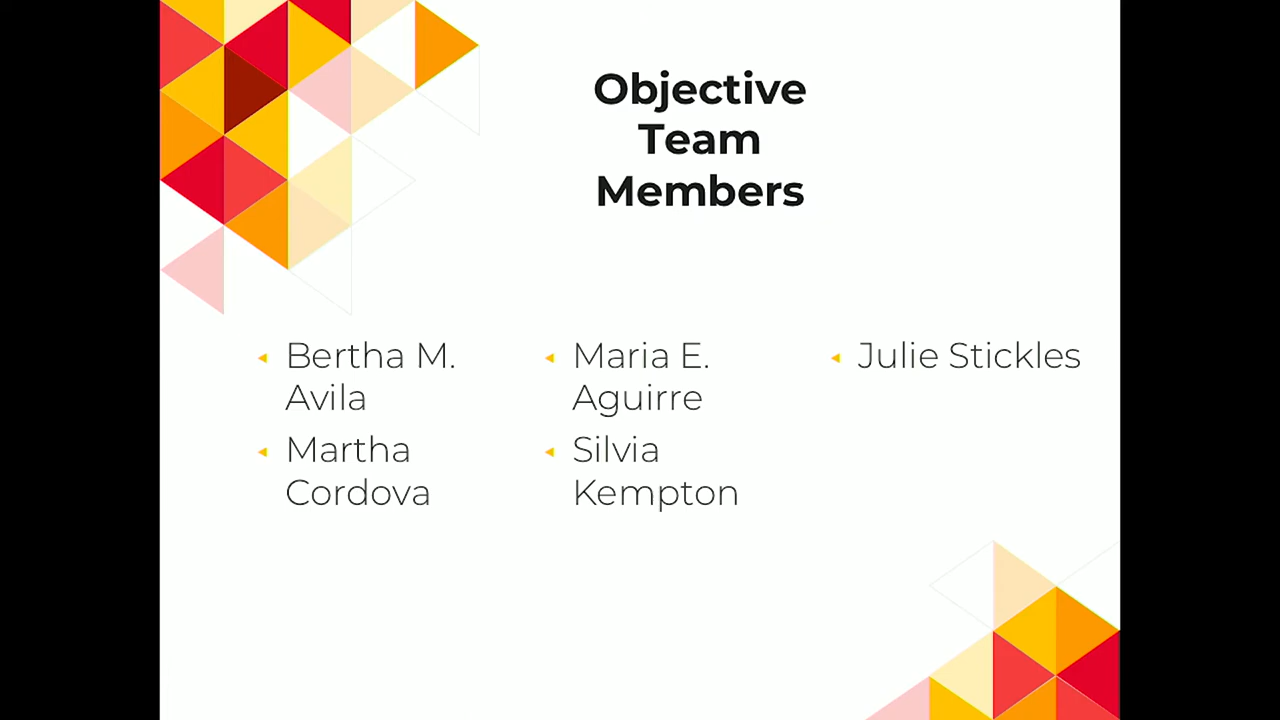 Objective
Team
Members
Bertha M.
Avila
Martha
Cordova
Maria E.
Aguirre
Silvia
Kempton
Julie Stickles